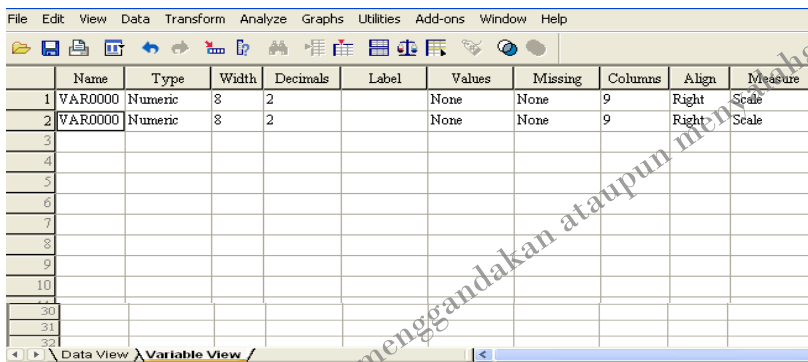 File Edit View Data Transform Analyze Graphs Utilities Add-ons Window Help
Name Type Width Decimals Label Values Missing Columns Align Measure
1 VAR0000 Numeric 8 2 None None 9 Right Scale
2 VAR0000 Numeric 8 2 None None 9 Right Scale
3
4
5
6
7
8
9
10
30
31
32
Data View Variable View
menggandakan ataupun menyalahg